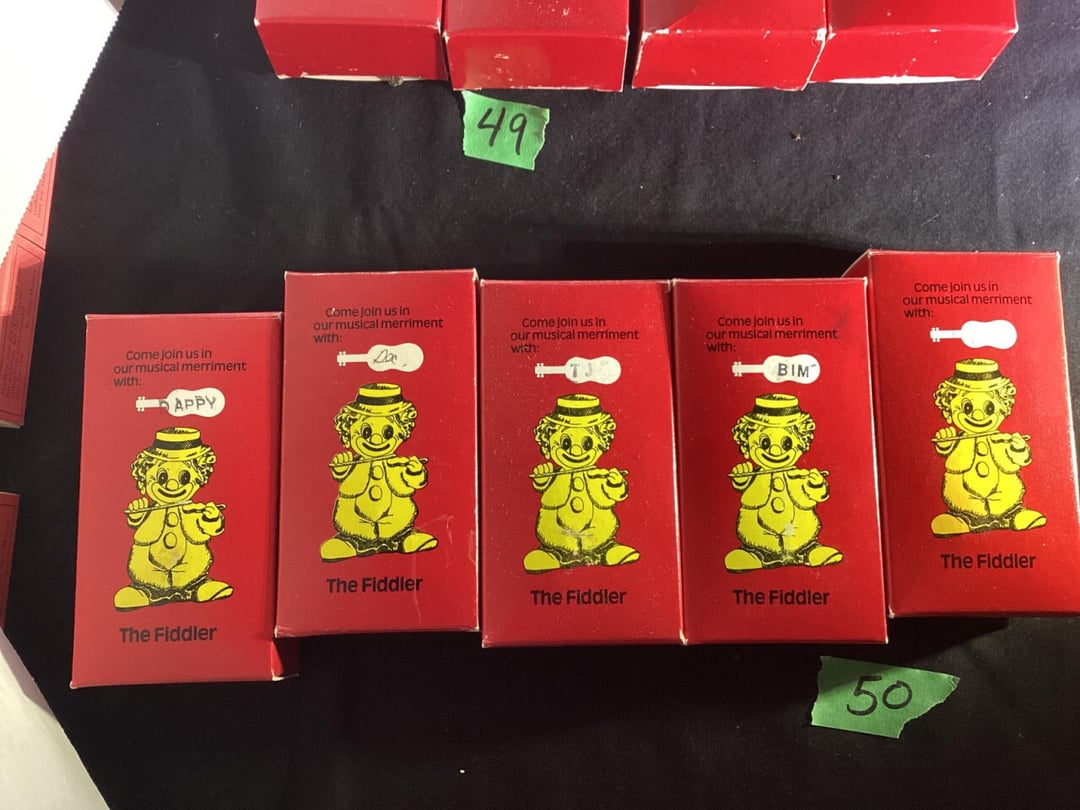 49
Come join us in
our musical merriment
with:
APPY
The Fiddler
Come join us in
our musical merriment
with:
Doc.
The Fiddler
Come join us in
our musical merriment
with:
TJ
The Fiddler
Come join us in
our musical merriment
with:
BIM
The Fiddler
Come join us in
our musical merriment
with:
The Fiddler
50